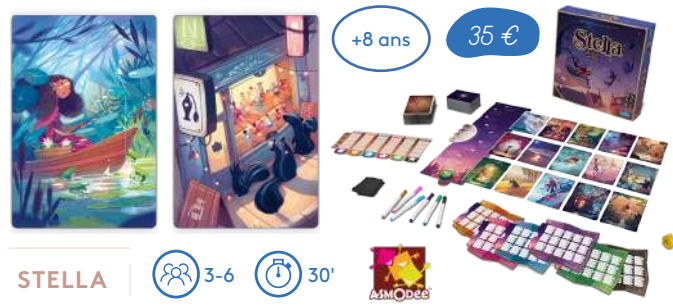 +8 ans
35 €
Stella
STELLA
3-6
30'
ASMODEE